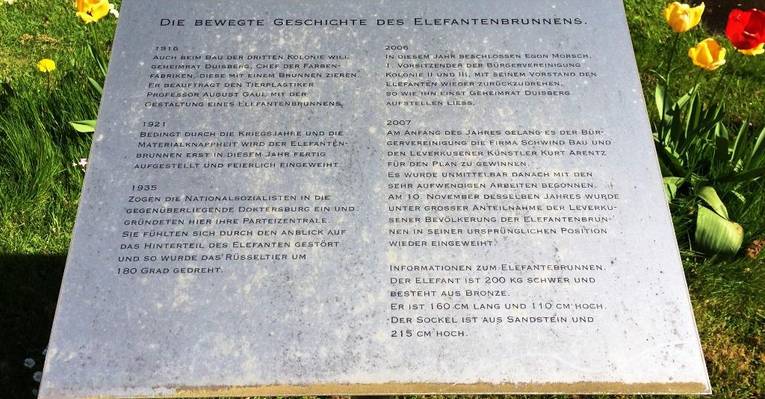 Die bewegte Geschichte des Elefantenbrunnens.
1916
Auch beim Bau der dritten Kolonie will
Geheimrat Duisberg, Chef der Farben-
fabriken, diese mit einem Brunnen zieren.
Er beauftragt den Tierplastiker
Professor August Gaul mit der
Gestaltung eines Elefantenbrunnens.
1921
Bedingt durch die Kriegsjahre und die
Materialknappheit wird der Elefanten-
brunnen erst in diesem Jahr fertig
aufgestellt und feierlich eingeweiht.
1935
Zogen die Nationalsozialisten in die
gegenüberliegende Doktorsburg ein und
gründeten hier ihre Parteizentrale.
Sie fühlten sich durch den Anblick auf
das Hinterteil des Elefanten gestört
und so wurde das Rüsseltier um
180 Grad gedreht.
2006
In diesem Jahr beschlossen Egon Morsch,
1. Vorsitzender der Bürgervereinigung
Kolonie II und III, mit seinem Vorstand den
Elefanten wieder zurückzudrehen,
so wie ihn einst Geheimrat Duisberg
aufstellen liess.
2007
Am Anfang des Jahres gelang es der Bür-
gervereinigung die Firma Schwind Bau und
den Leverkusener Künstler Kurt Arentz
für den Plan zu gewinnen.
Es wurde unmittelbar danach mit den
sehr aufwendigen Arbeiten begonnen.
Am 10. November desselben Jahres wurde
unter grosser Anteilnahme der Leverku-
sener Bevölkerung der Elefantenbrun-
nen in seiner ursprünglichen Position
wieder eingeweiht.
Informationen zum Elefantebrunnen.
Der Elefant ist 200 kg schwer und
besteht aus Bronze.
Er ist 160 cm lang und 110 cm hoch.
Der Sockel ist aus Sandstein und
215 cm hoch.